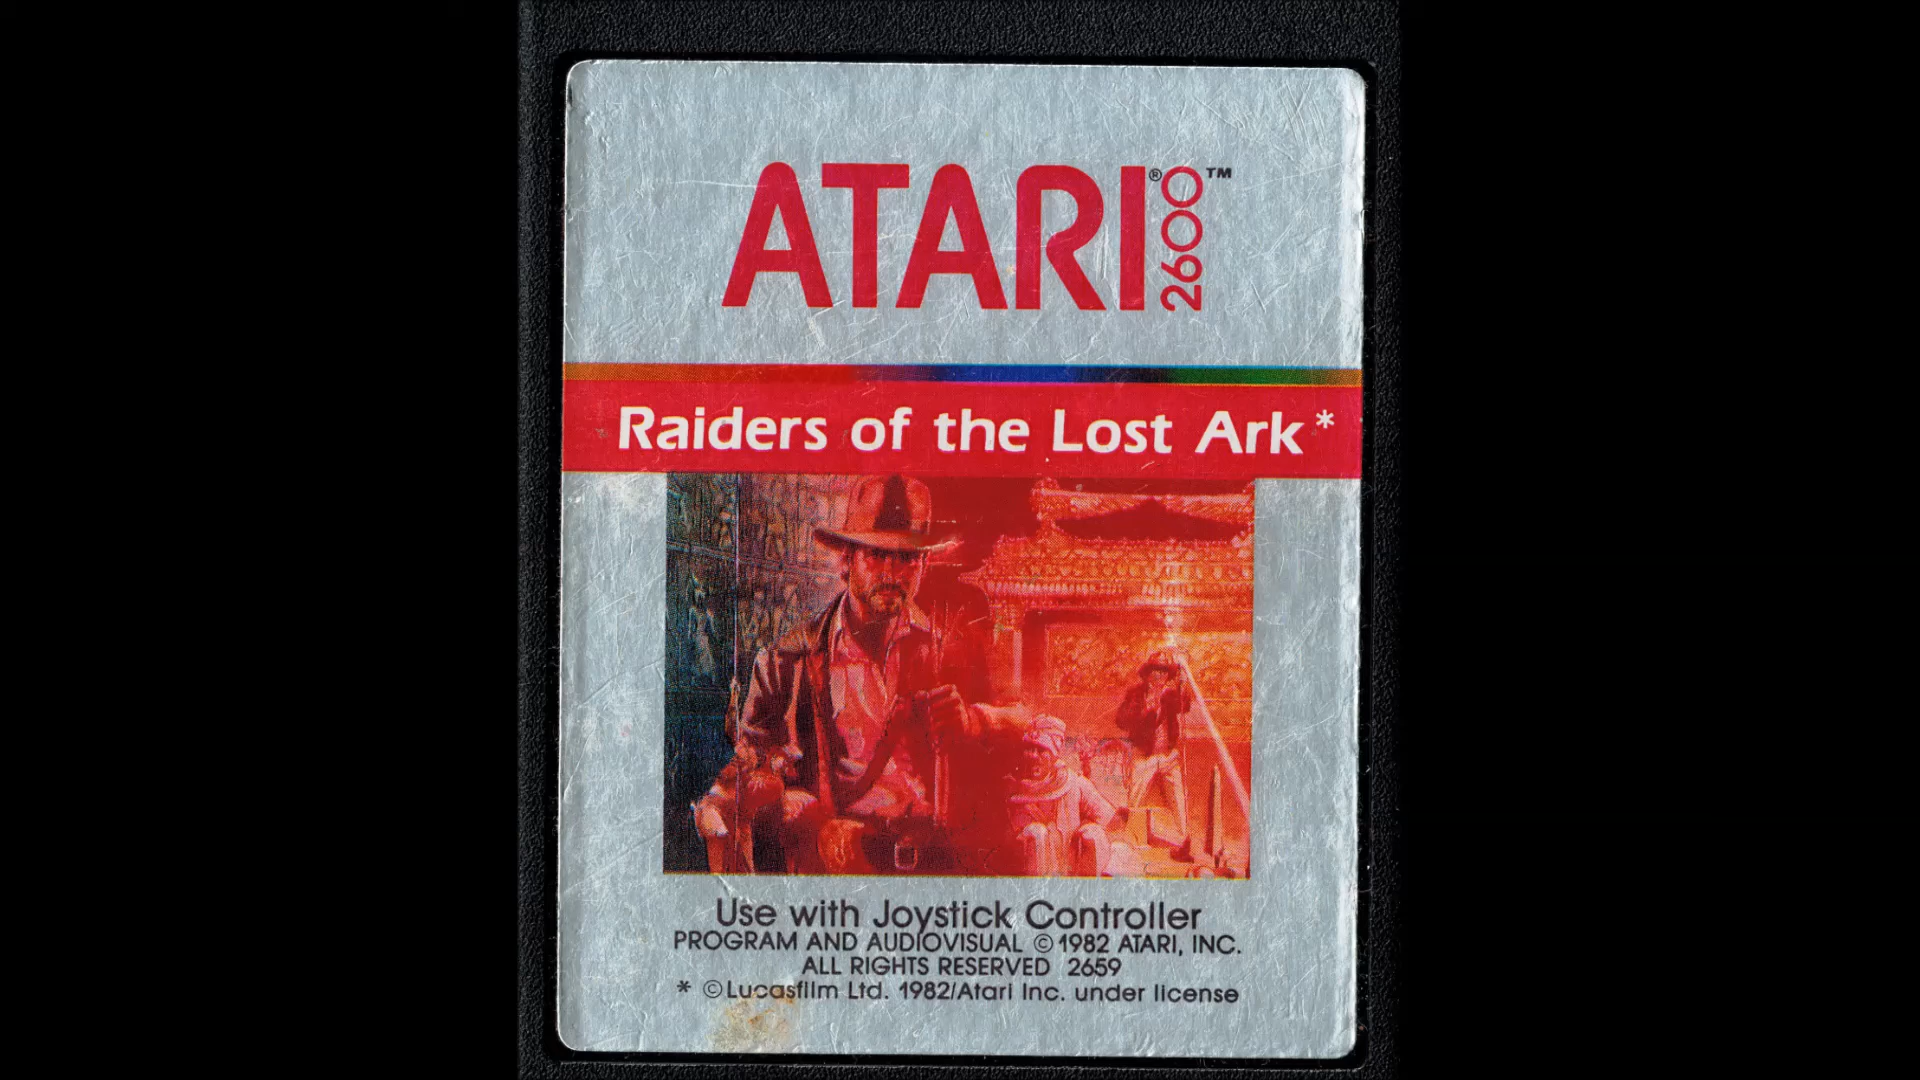 ATARI® 2600™
Raiders of the Lost Ark*
Use with Joystick Controller
PROGRAM AND AUDIOVISUAL © 1982 ATARI, INC.
ALL RIGHTS RESERVED 2659
* © Lucasfilm Ltd. 1982/Atari Inc. under license